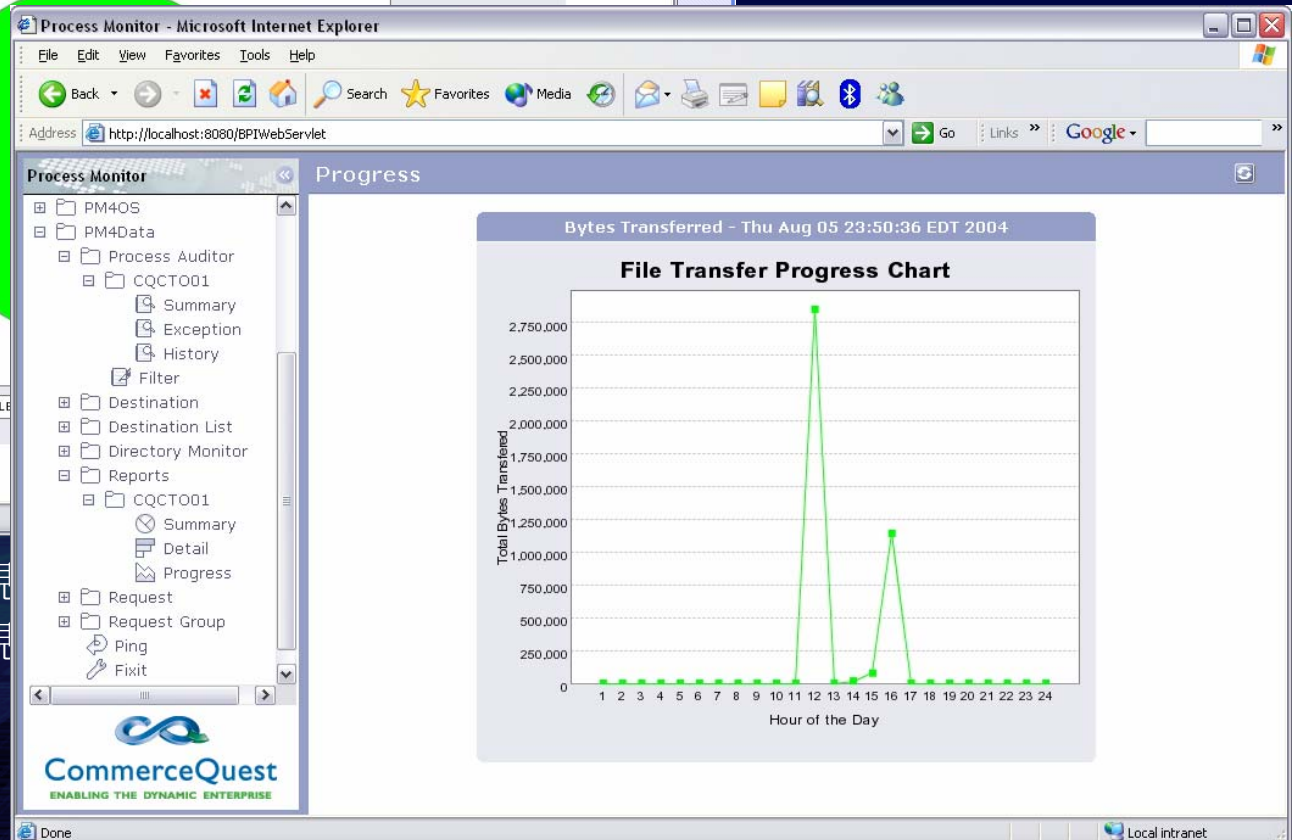 Process Monitor - Microsoft Internet Explorer
File Edit View Favorites Tools Help
Back Search Favorites Media
Address http://localhost:8080/BPIWebServlet Go Links » Google »
Process Monitor «
Progress
PM4OS
PM4Data
Process Auditor
CQCTO01
Summary
Exception
History
Filter
Destination
Destination List
Directory Monitor
Reports
CQCTO01
Summary
Detail
Progress
Request
Request Group
Ping
Fixit
CommerceQuest
ENABLING THE DYNAMIC ENTERPRISE
Bytes Transferred - Thu Aug 05 23:50:36 EDT 2004
File Transfer Progress Chart
Total Bytes Transfered
2,750,000
2,500,000
2,250,000
2,000,000
1,750,000
1,500,000
1,250,000
1,000,000
750,000
500,000
250,000
0
1 2 3 4 5 6 7 8 9 10 11 12 13 14 15 16 17 18 19 20 21 22 23 24
Hour of the Day
Done
Local intranet